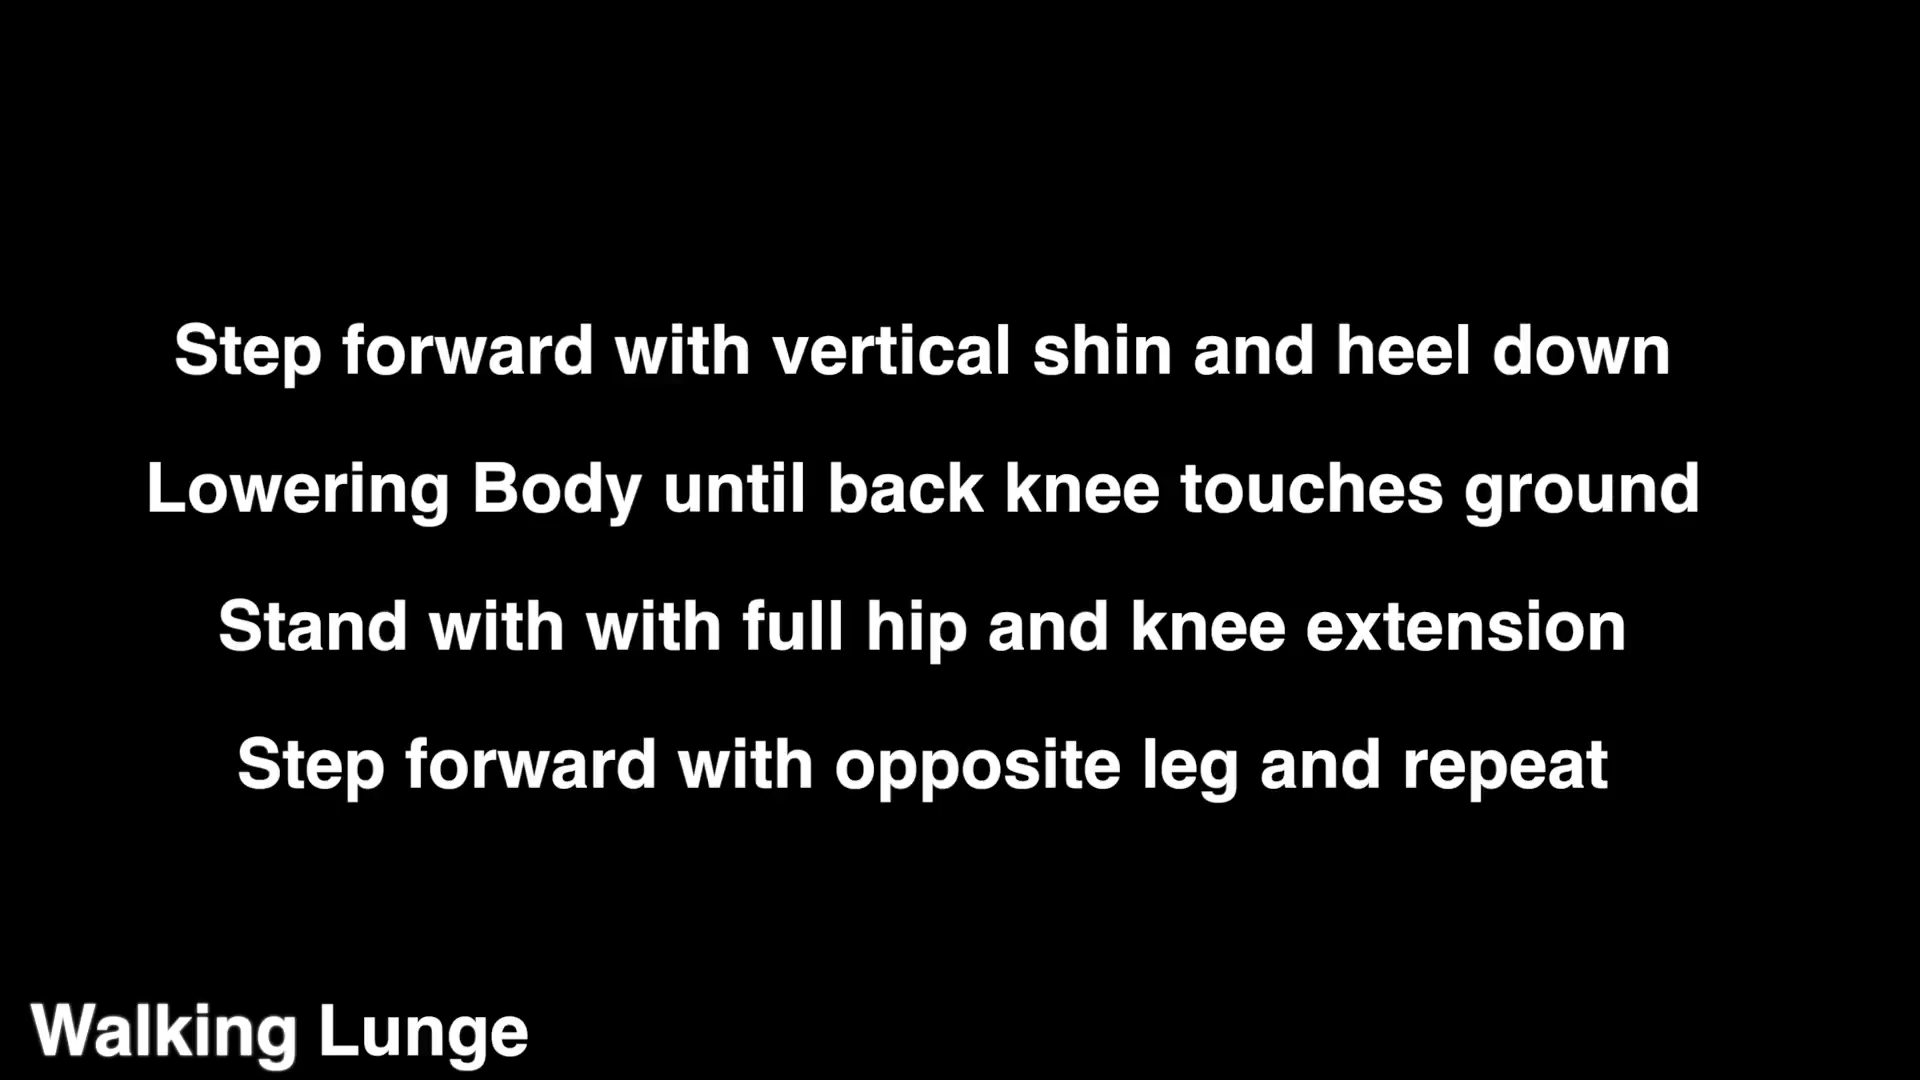 Step forward with vertical shin and heel down
Lowering Body until back knee touches ground
Stand with with full hip and knee extension
Step forward with opposite leg and repeat
Walking Lunge